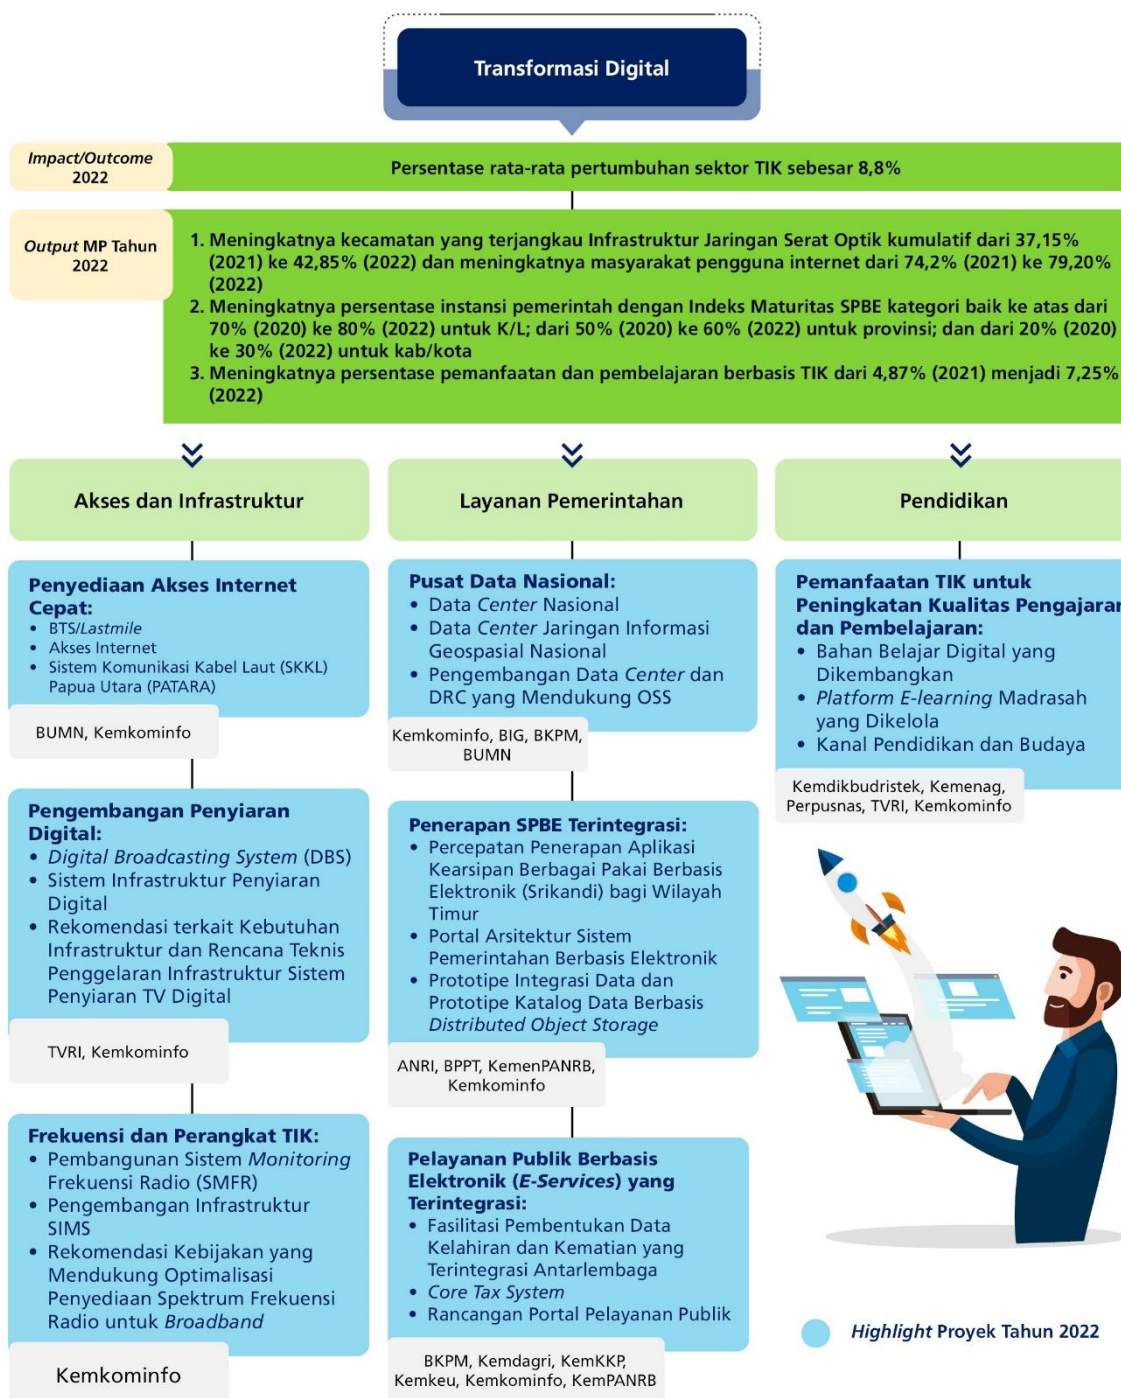 Transformasi Digital
Impact/Outcome
2022
Persentase rata-rata pertumbuhan sektor TIK sebesar 8,8%
Output MP Tahun
2022
1. Meningkatnya kecamatan yang terjangkau Infrastruktur Jaringan Serat Optik kumulatif dari 37,15%
(2021) ke 42,85% (2022) dan meningkatnya masyarakat pengguna internet dari 74,2% (2021) ke 79,20%
(2022)
2. Meningkatnya persentase instansi pemerintah dengan Indeks Maturitas SPBE kategori baik ke atas dari
70% (2020) ke 80% (2022) untuk K/L; dari 50% (2020) ke 60% (2022) untuk provinsi; dan dari 20% (2020)
ke 30% (2022) untuk kab/kota
3. Meningkatnya persentase pemanfaatan dan pembelajaran berbasis TIK dari 4,87% (2021) menjadi 7,25%
(2022)
Akses dan Infrastruktur
Penyediaan Akses Internet
Cepat:
• BTS/Lastmile
• Akses Internet
• Sistem Komunikasi Kabel Laut (SKKL)
Papua Utara (PATARA)
BUMN, Kemkominfo
Pengembangan Penyiaran
Digital:
• Digital Broadcasting System (DBS)
• Sistem Infrastruktur Penyiaran
Digital
• Rekomendasi terkait Kebutuhan
Infrastruktur dan Rencana Teknis
Penggelaran Infrastruktur Sistem
Penyiaran TV Digital
TVRI, Kemkominfo
Frekuensi dan Perangkat TIK:
• Pembangunan Sistem Monitoring
Frekuensi Radio (SMFR)
• Pengembangan Infrastruktur
SIMS
• Rekomendasi Kebijakan yang
Mendukung Optimalisasi
Penyediaan Spektrum Frekuensi
Radio untuk Broadband
Kemkominfo
Layanan Pemerintahan
Pusat Data Nasional:
• Data Center Nasional
• Data Center Jaringan Informasi
Geospasial Nasional
• Pengembangan Data Center dan
DRC yang Mendukung OSS
Kemkominfo, BIG, BKPM,
BUMN
Penerapan SPBE Terintegrasi:
• Percepatan Penerapan Aplikasi
Kearsipan Berbagai Pakai Berbasis
Elektronik (Srikandi) bagi Wilayah
Timur
• Portal Arsitektur Sistem
Pemerintahan Berbasis Elektronik
• Prototipe Integrasi Data dan
Prototipe Katalog Data Berbasis
Distributed Object Storage
ANRI, BPPT, KemenPANRB,
Kemkominfo
Pelayanan Publik Berbasis
Elektronik (E-Services) yang
Terintegrasi:
• Fasilitasi Pembentukan Data
Kelahiran dan Kematian yang
Terintegrasi Antarlembaga
• Core Tax System
• Rancangan Portal Pelayanan Publik
BKPM, Kemdagri, KemKKP,
Kemkeu, Kemkominfo, KemPANRB
Pendidikan
Pemanfaatan TIK untuk
Peningkatan Kualitas Pengajaran
dan Pembelajaran:
• Bahan Belajar Digital yang
Dikembangkan
• Platform E-learning Madrasah
yang Dikelola
• Kanal Pendidikan dan Budaya
Kemdikbudristek, Kemenag,
Perpusnas, TVRI, Kemkominfo
Highlight Proyek Tahun 2022